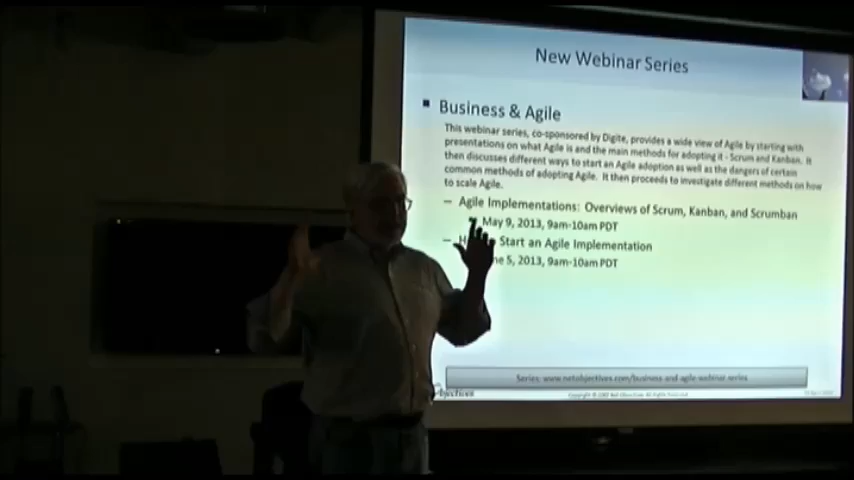 New Webinar Series
Business & Agile
This webinar series, co-sponsored by Digite, provides a wide view of Agile by starting with
presentations on what Agile is and the main methods for adopting it - Scrum and Kanban. It
then discusses different ways to start an Agile adoption as well as the dangers of certain
common methods of adopting Agile. It then proceeds to investigate different methods on how
to scale Agile.
– Agile Implementations: Overviews of Scrum, Kanban, and Scrumban
May 9, 2013, 9am-10am PDT
– Start an Agile Implementation
5, 2013, 9am-10am PDT
Series: www.netobjectives.com/business-and-agile-webinar-series